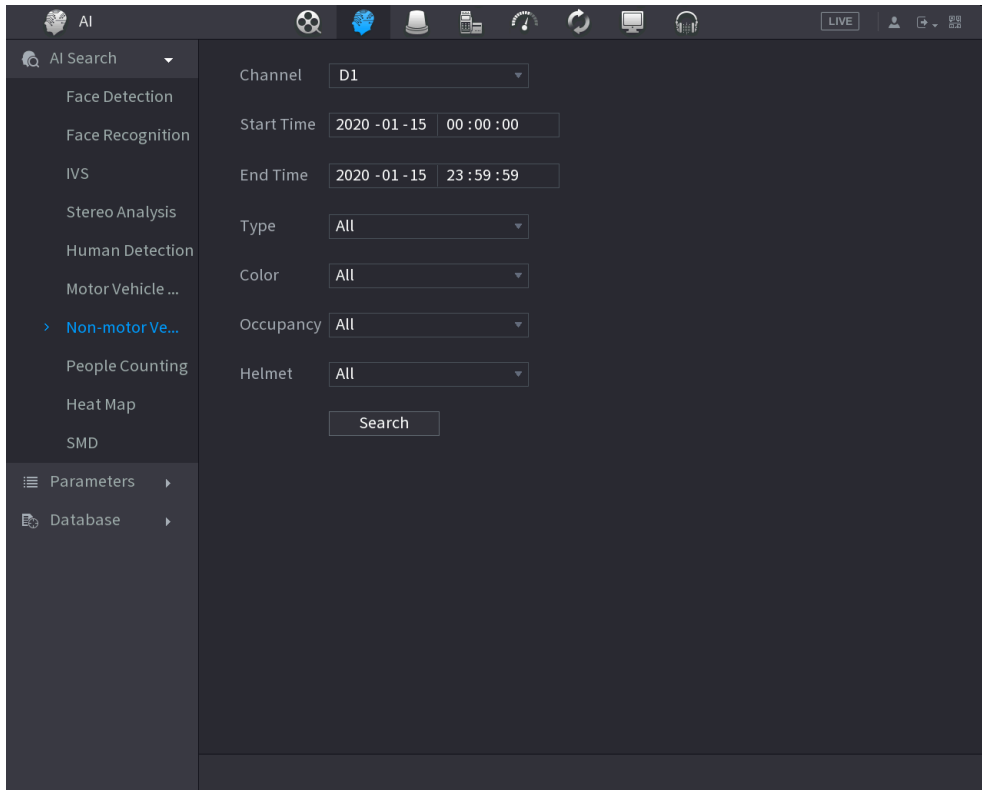 AI
LIVE
AI Search
Face Detection
Face Recognition
IVS
Stereo Analysis
Human Detection
Motor Vehicle ...
Non-motor Ve...
People Counting
Heat Map
SMD
Parameters
Database
Channel D1
Start Time 2020 -01 -15 00 : 00 : 00
End Time 2020 -01 -15 23 : 59 : 59
Type All
Color All
Occupancy All
Helmet All
Search